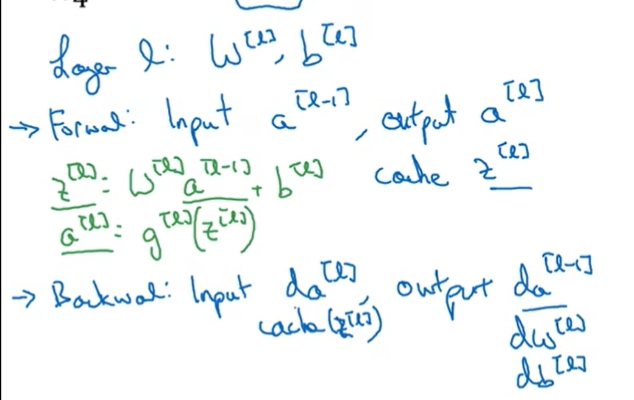 Layer l: W^[l], b^[l]
→ Forward: Input a^[l-1], output a^[l]
z^[l] = W^[l] a^[l-1] + b^[l] cache z^[l]
a^[l] = g^[l](z^[l])
→ Backward: Input da^[l], output da^[l-1]
cache (z^[l]) dW^[l]
db^[l]